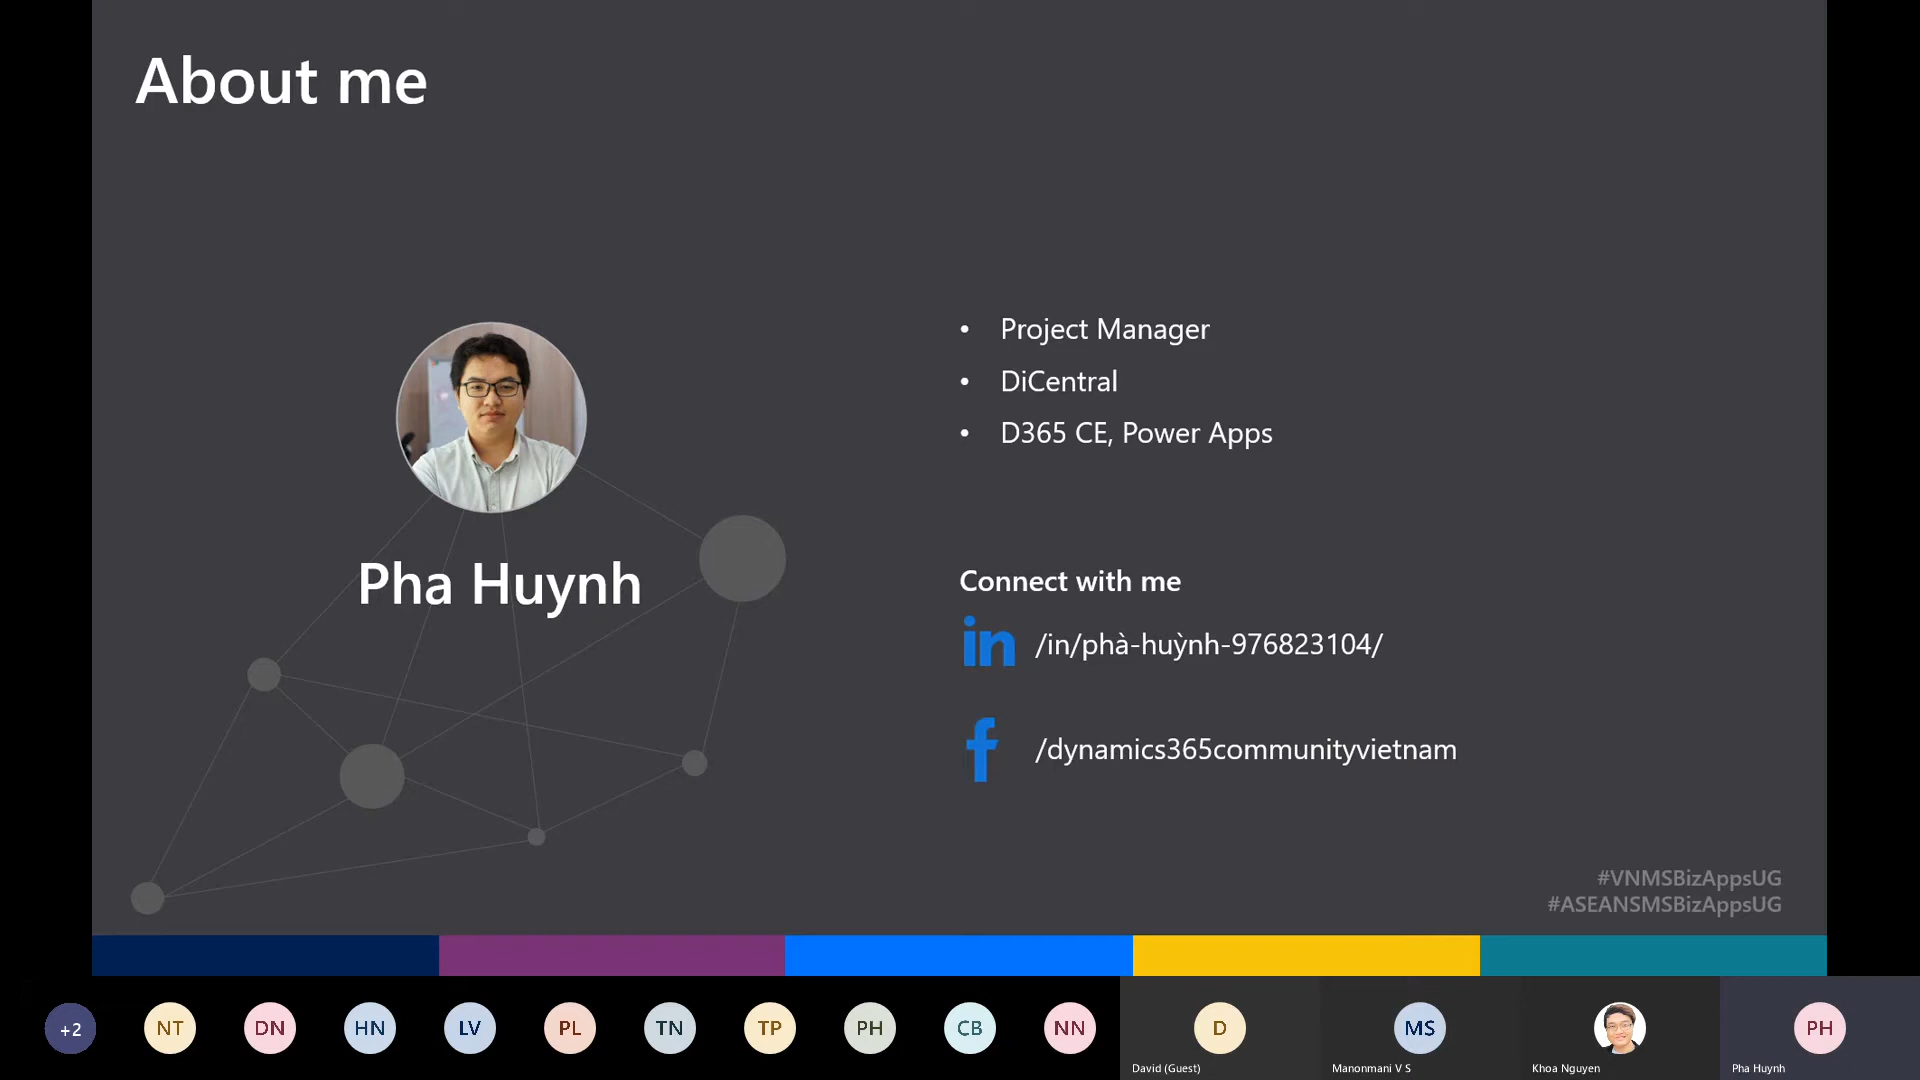 About me
Pha Huynh
• Project Manager
• DiCentral
• D365 CE, Power Apps
Connect with me
in /in/phà-huỳnh-976823104/
f /dynamics365communityvietnam
#VNMSBizAppsUG
#ASEANSMSBizAppsUG
+2 NT DN HN LV PL TN TP PH CB NN D MS PH
David (Guest) Manonmani V S Khoa Nguyen Pha Huynh